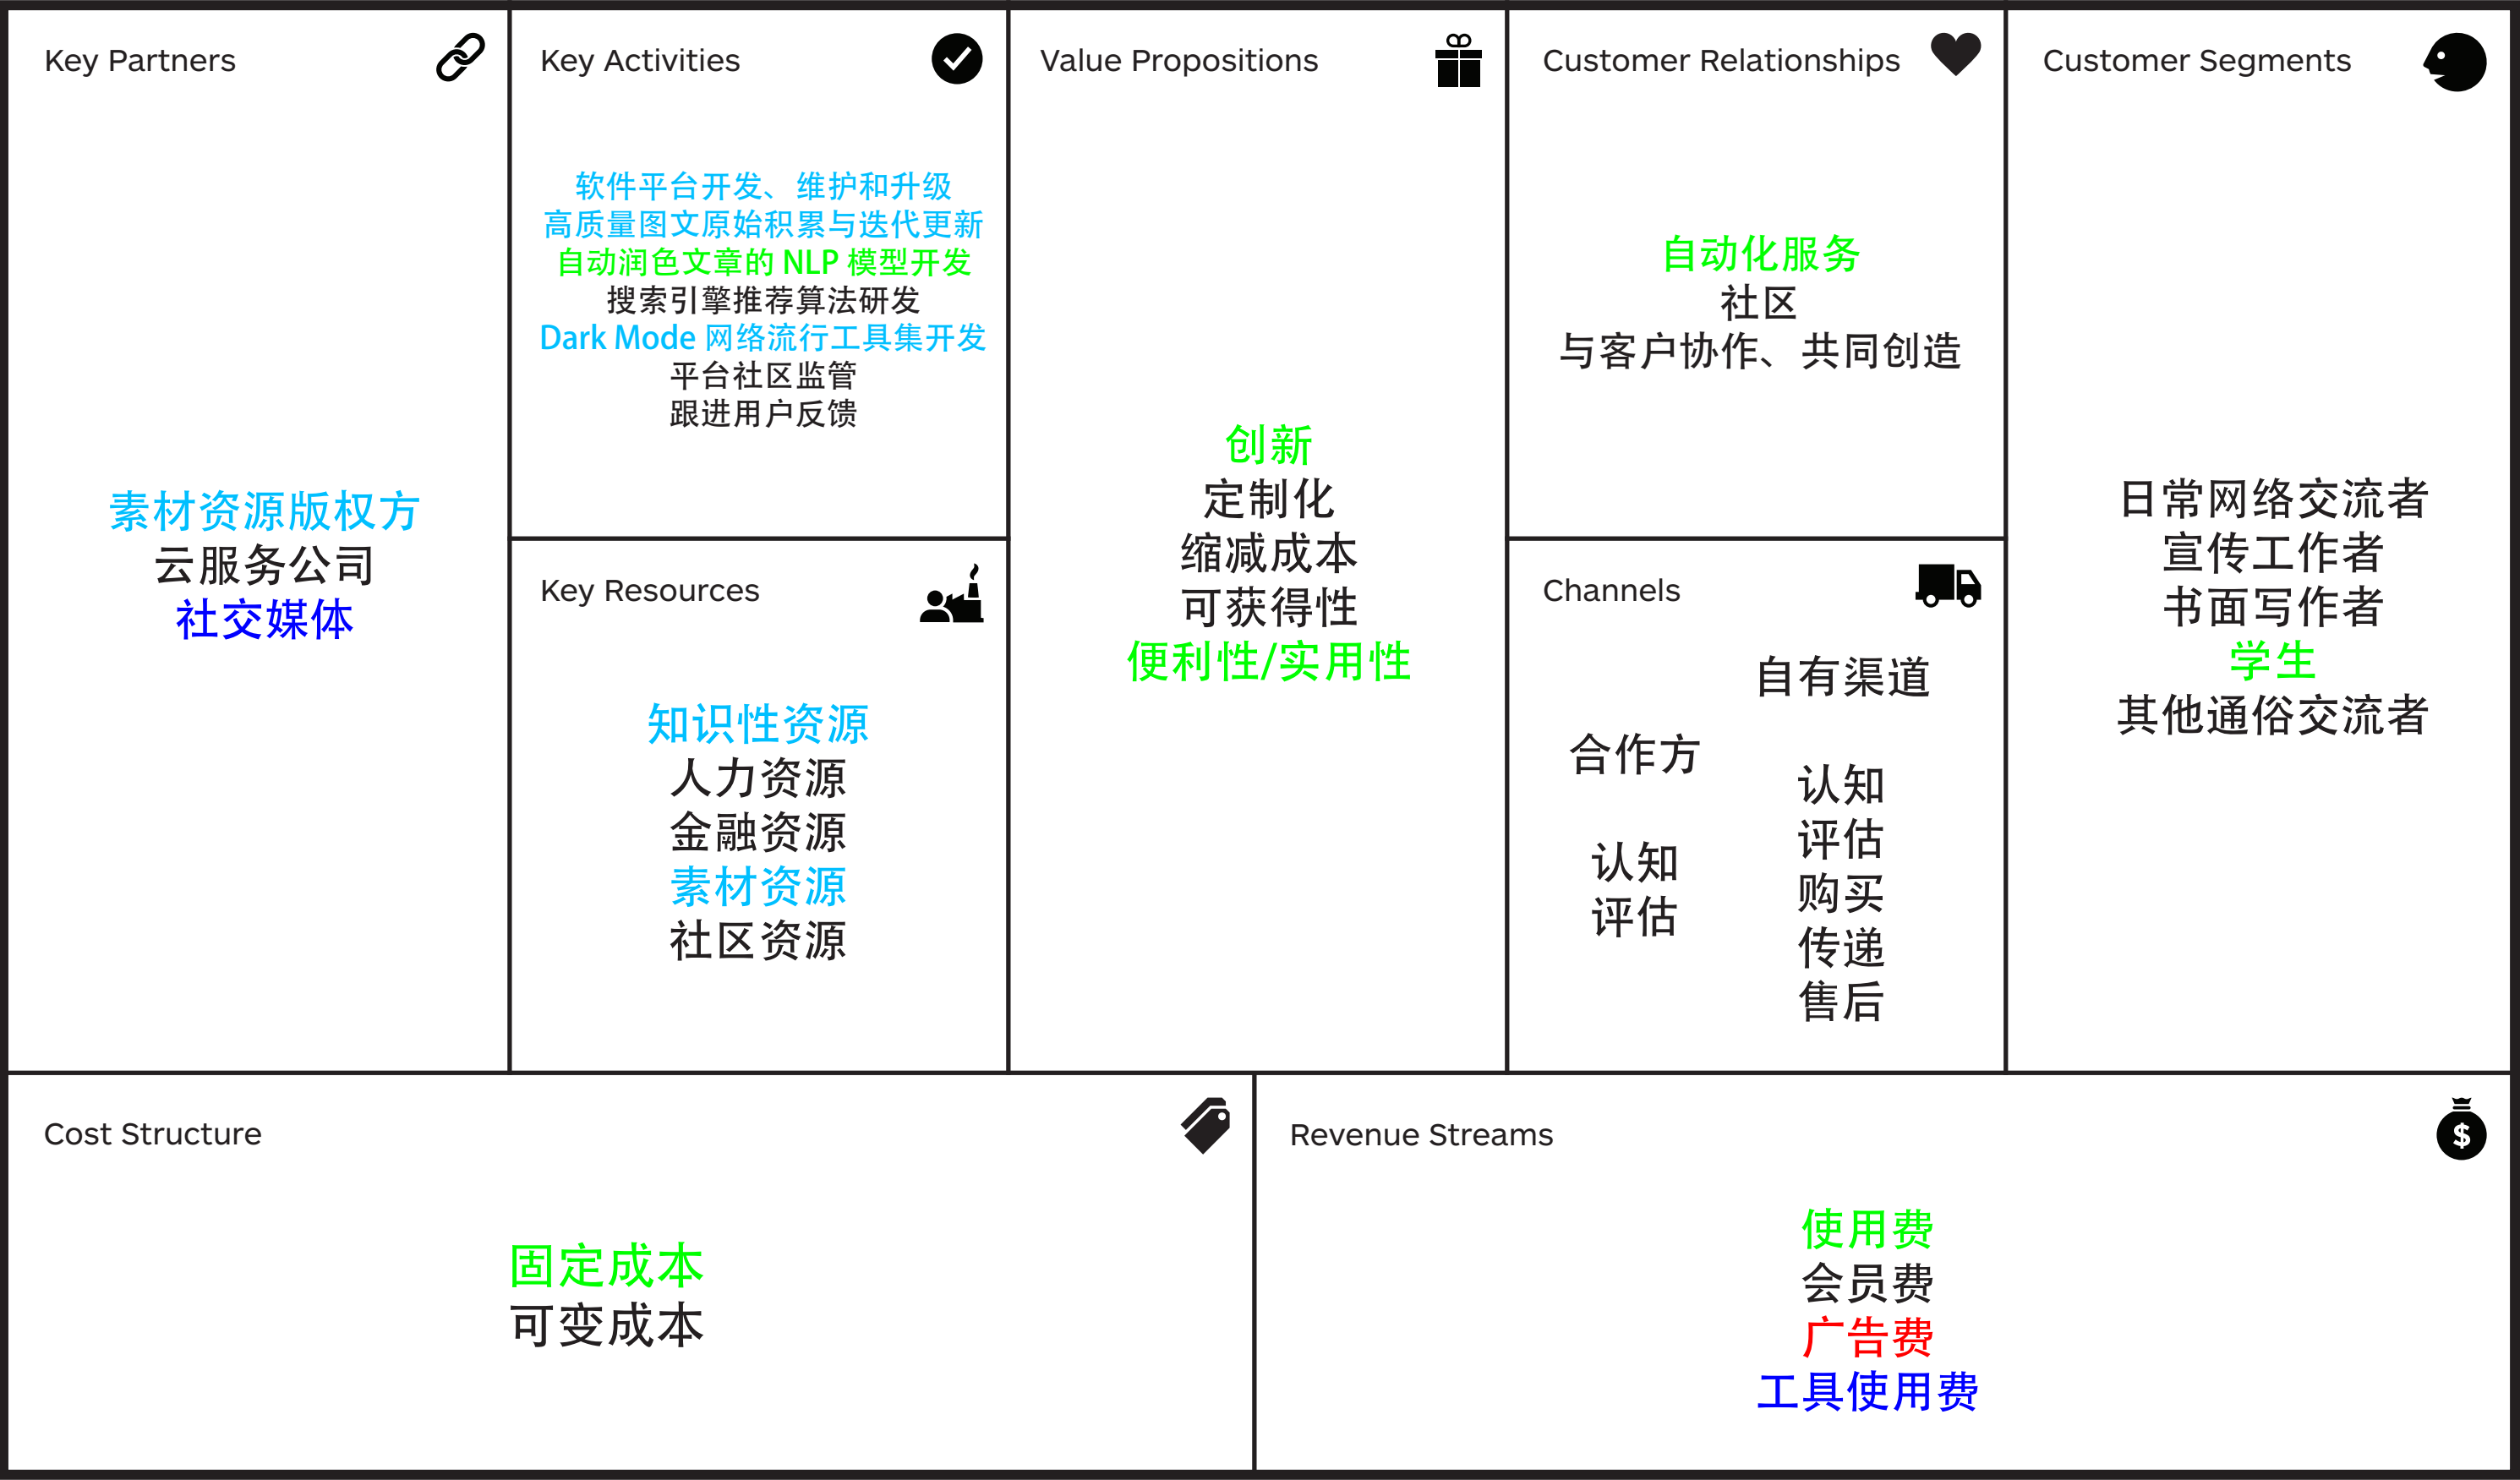 Key Partners
素材资源版权方
云服务公司
社交媒体
Key Activities
软件平台开发、维护和升级
高质量图文原始积累与迭代更新
自动润色文章的 NLP 模型开发
搜索引擎推荐算法研发
Dark Mode 网络流行工具集开发
平台社区监管
跟进用户反馈
Key Resources
知识性资源
人力资源
金融资源
素材资源
社区资源
Value Propositions
创新
定制化
缩减成本
可获得性
便利性/实用性
Customer Relationships
自动化服务
社区
与客户协作、共同创造
Channels
合作方
认知
评估
自有渠道
认知
评估
购买
传递
售后
Customer Segments
日常网络交流者
宣传工作者
书面写作者
学生
其他通俗交流者
Cost Structure
固定成本
可变成本
Revenue Streams
$
使用费
会员费
广告费
工具使用费